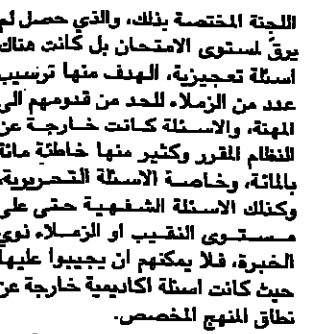 اللجنة المختصة بذلك، والذي حصل لم
يرق لمستوى الامتحان بل كانت هناك
اسئلة تعجيزية، الهدف منها ترسيب
عدد من الزملاء للحد من قدومهم الى
المهنة، والاسئلة كانت خارجة عن
النظام المقرر وكثير منها خاطئة مائة
بالمائة، وخاصة الاسئلة التحريرية،
وكذلك الاسئلة الشفهية حتى على
مستوى النقيب او الزملاء نوي
الخبرة، فلا يمكنهم ان يجيبوا عليها
حيث كانت اسئلة اكاديمية خارجة عن
نطاق المنهج المخصص.